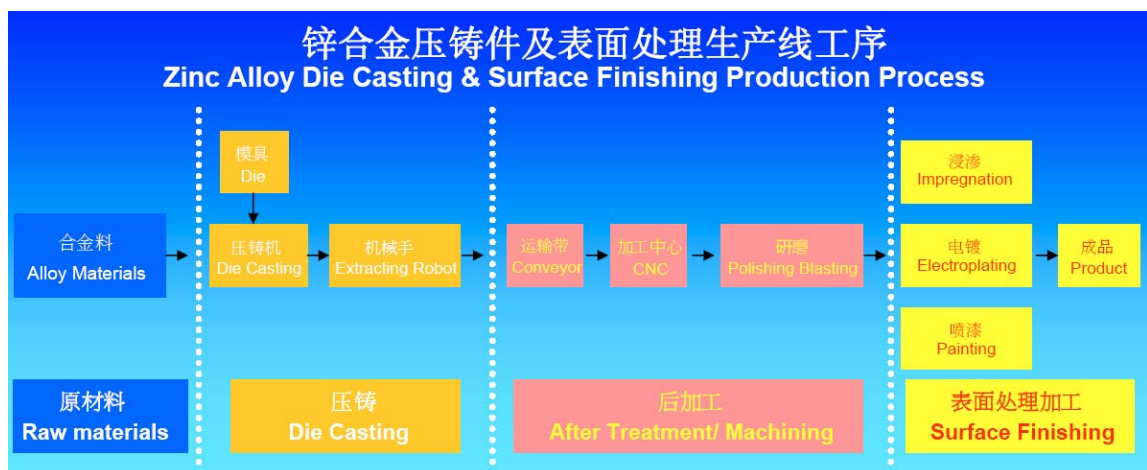 锌合金压铸件及表面处理生产线工序
Zinc Alloy Die Casting & Surface Finishing Production Process
模具
Die
浸渗
Impregnation
合金料
Alloy Materials
压铸机
Die Casting
机械手
Extracting Robot
运输带
Conveyor
加工中心
CNC
研磨
Polishing Blasting
电镀
Electroplating
成品
Product
喷漆
Painting
原材料
Raw materials
压铸
Die Casting
后加工
After Treatment/ Machining
表面处理加工
Surface Finishing